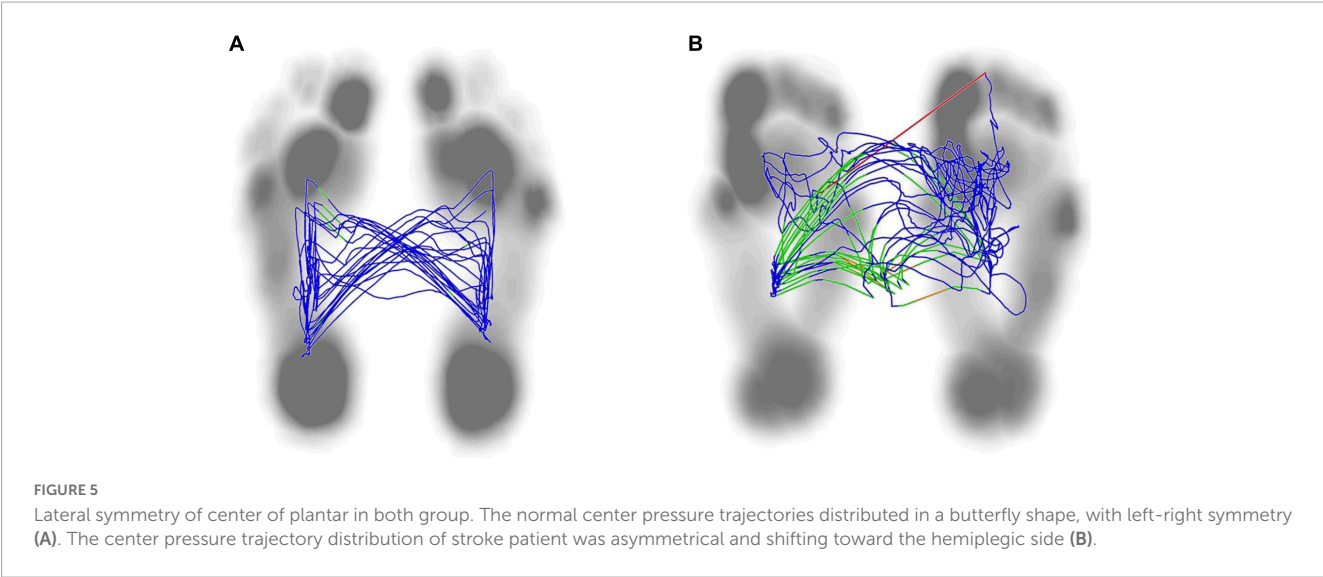 A
B
FIGURE 5
Lateral symmetry of center of plantar in both group. The normal center pressure trajectories distributed in a butterfly shape, with left-right symmetry
(A). The center pressure trajectory distribution of stroke patient was asymmetrical and shifting toward the hemiplegic side (B).